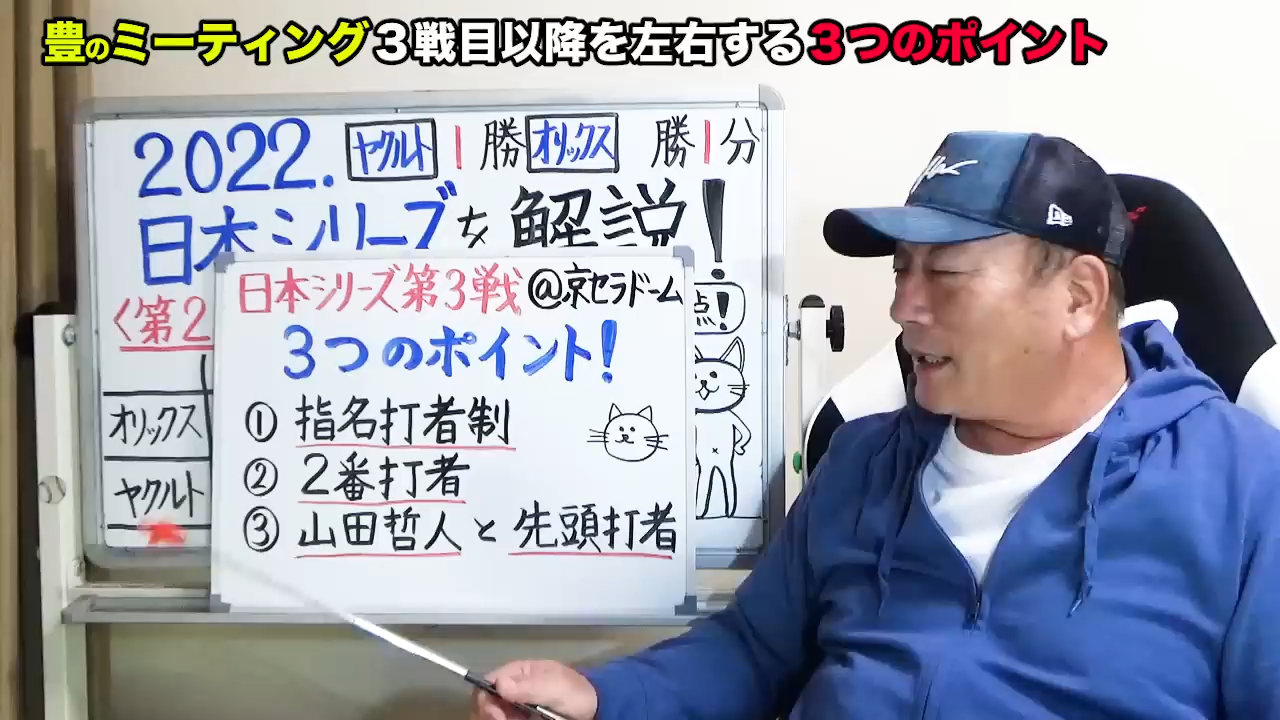 豊のミーティング３戦目以降を左右する３つのポイント
2022. ヤクルト 1 勝 オリックス 勝 1 分
日本シリーズを解説!
<第2
点!
オリックス
ヤクルト
日本シリーズ第3戦@京セラドーム
3つのポイント!
① 指名打者制
② 2番打者
③ 山田哲人と先頭打者